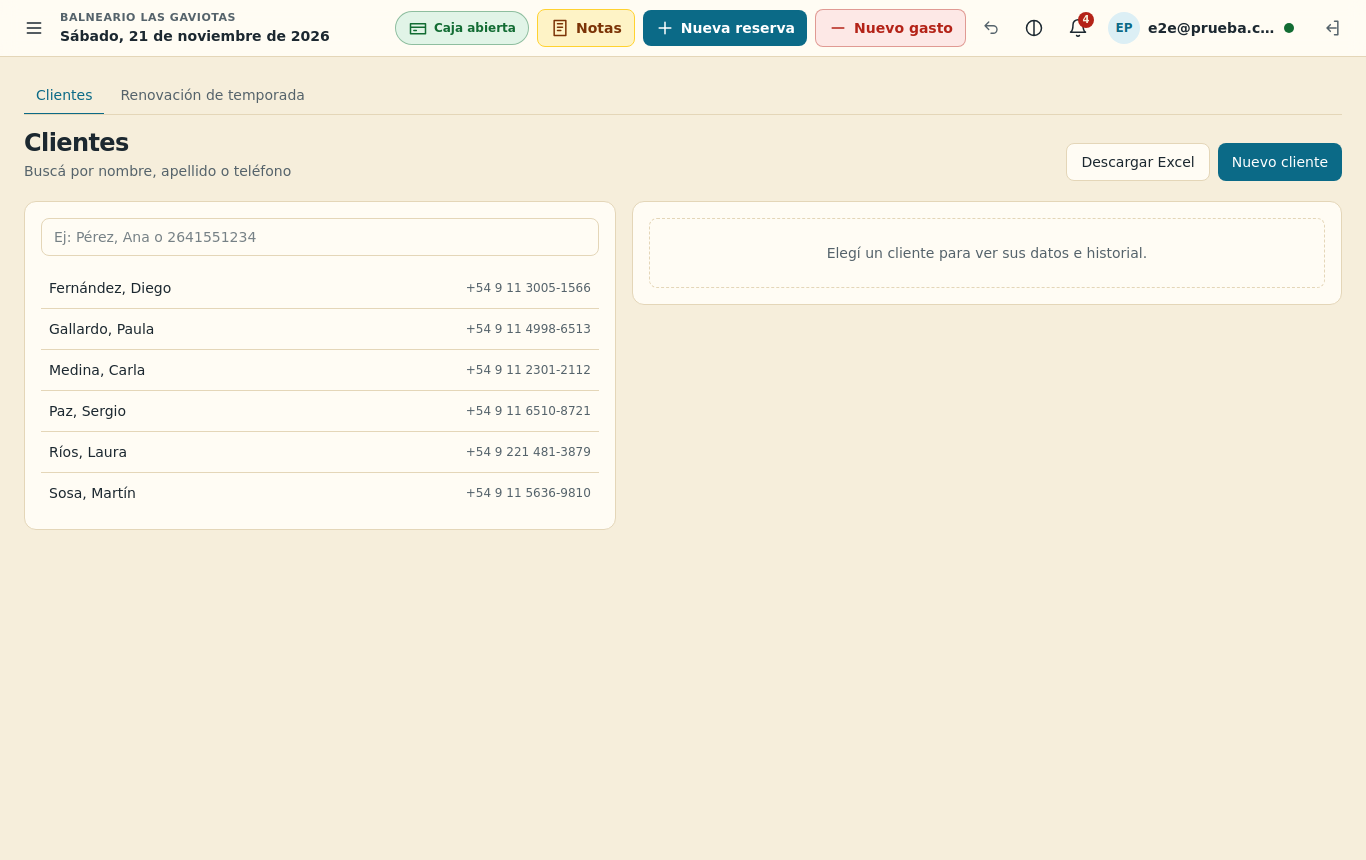 BALNEARIO LAS GAVIOTAS
Sábado, 21 de noviembre de 2026
Caja abierta
Notas
Nueva reserva
Nuevo gasto
4
EP
e2e@prueba.c...
Clientes
Renovación de temporada
Clientes
Buscá por nombre, apellido o teléfono
Descargar Excel
Nuevo cliente
Ej: Pérez, Ana o 2641551234
Fernández, Diego +54 9 11 3005-1566
Gallardo, Paula +54 9 11 4998-6513
Medina, Carla +54 9 11 2301-2112
Paz, Sergio +54 9 11 6510-8721
Ríos, Laura +54 9 221 481-3879
Sosa, Martín +54 9 11 5636-9810
Elegí un cliente para ver sus datos e historial.